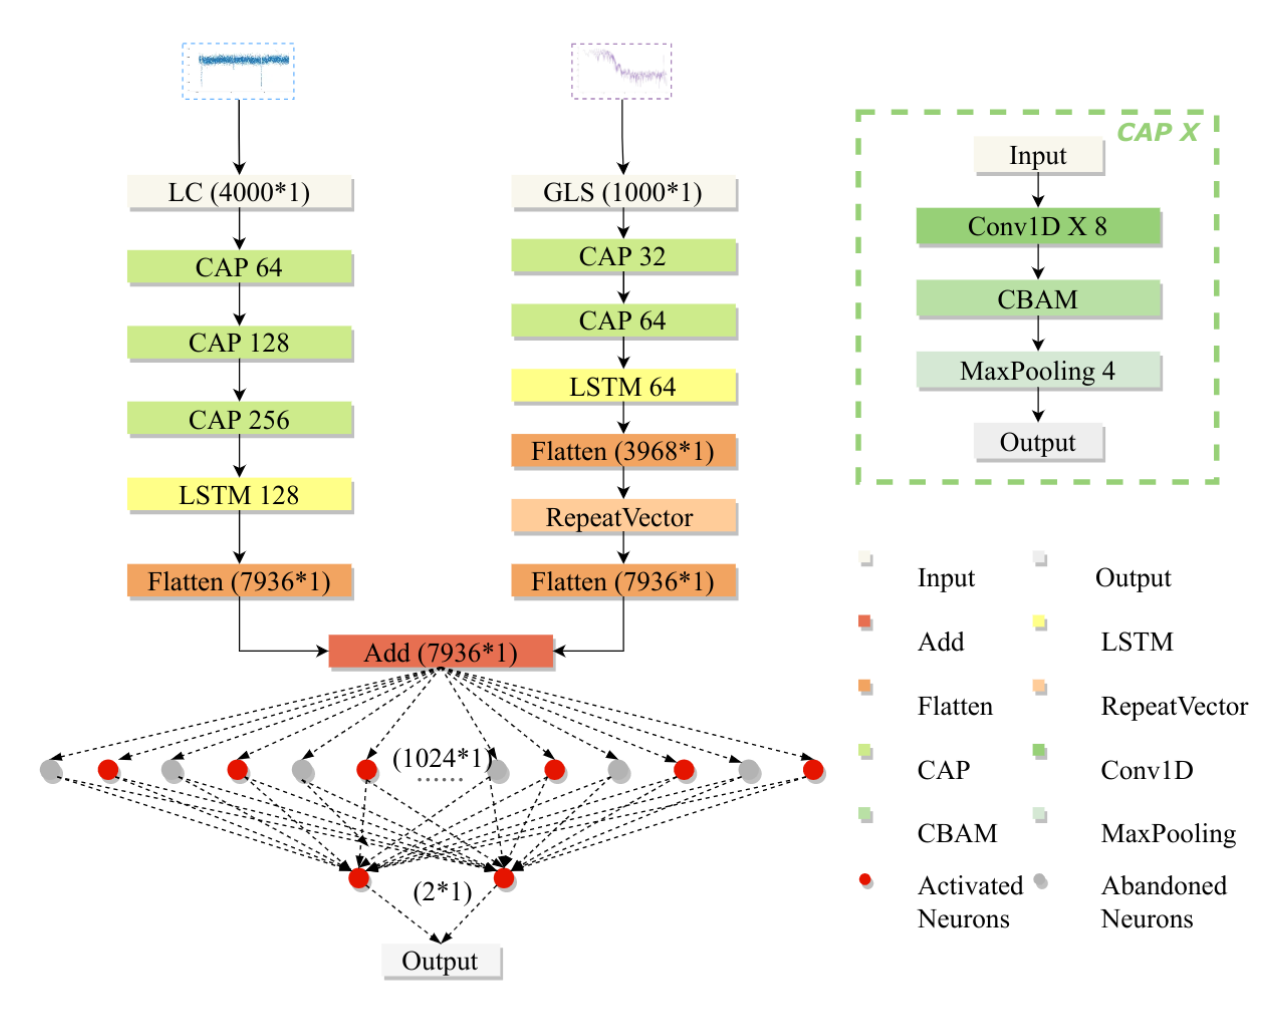 LC (4000*1)
CAP 64
CAP 128
CAP 256
LSTM 128
Flatten (7936*1)
GLS (1000*1)
CAP 32
CAP 64
LSTM 64
Flatten (3968*1)
RepeatVector
Flatten (7936*1)
Add (7936*1)
(1024*1)
......
(2*1)
Output
CAP X
Input
Conv1D X 8
CBAM
MaxPooling 4
Output
Input
Output
Add
LSTM
Flatten
RepeatVector
CAP
Conv1D
CBAM
MaxPooling
Activated
Neurons
Abandoned
Neurons